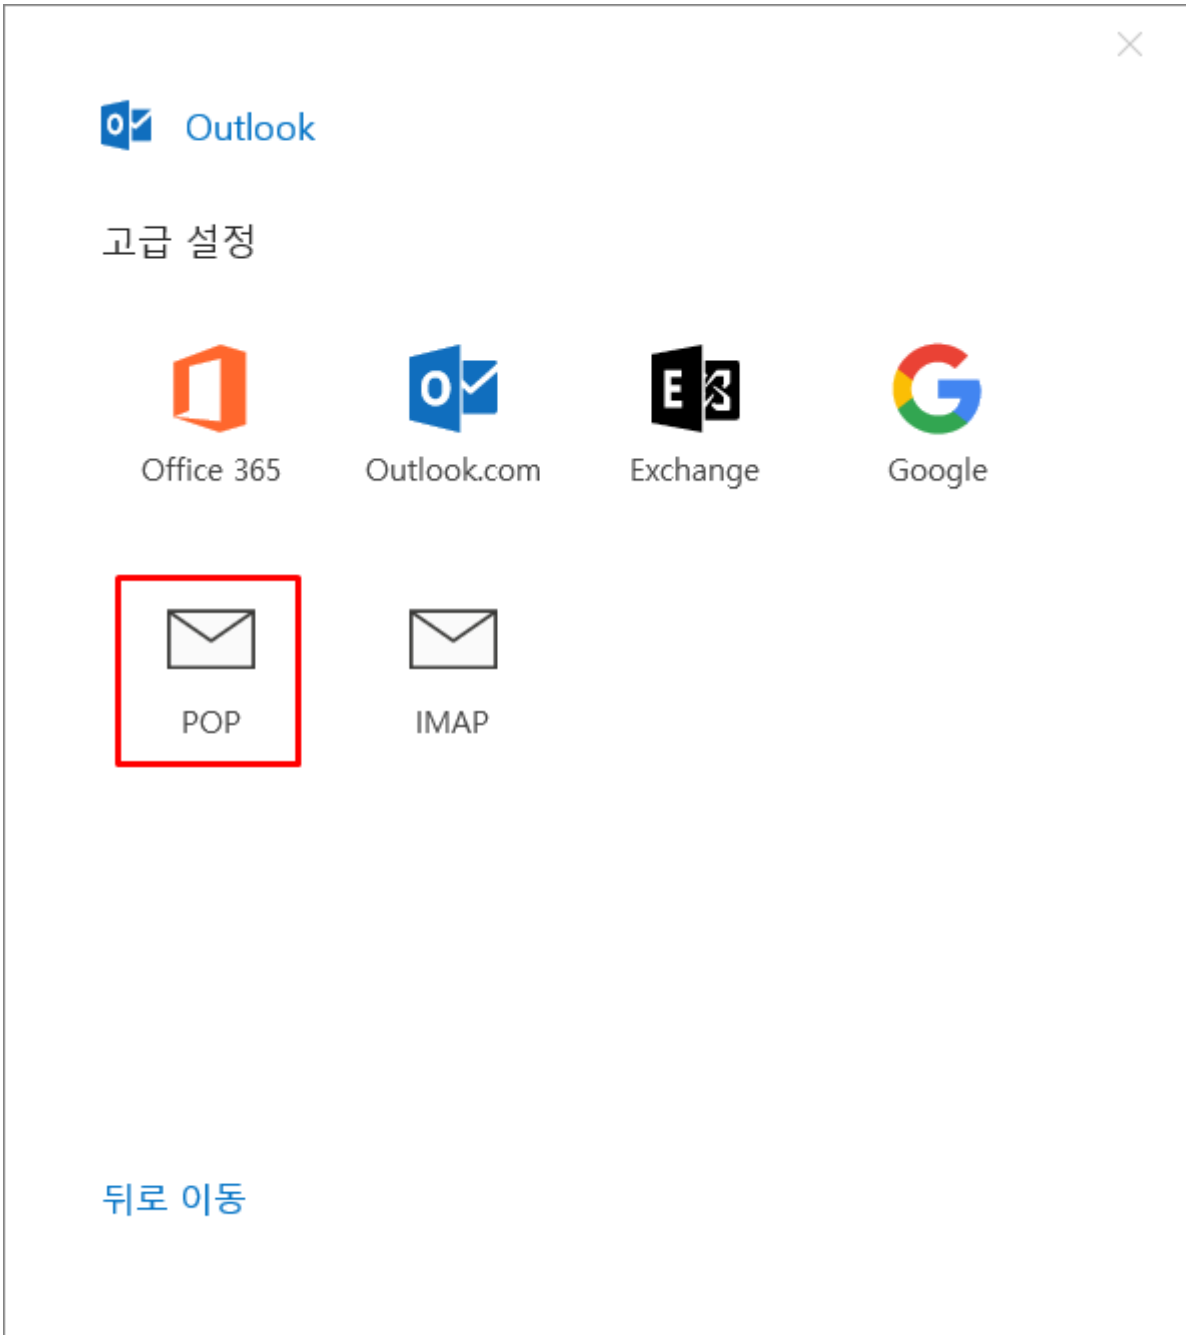 Outlook
고급 설정
Office 365
Outlook.com
Exchange
Google
POP
IMAP
뒤로 이동